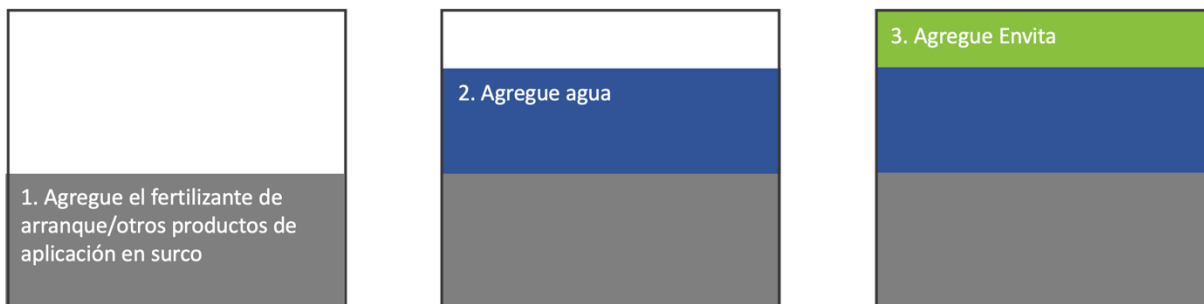 1. Agregue el fertilizante de
arranque/otros productos de
aplicación en surco
2. Agregue agua
3. Agregue Envita